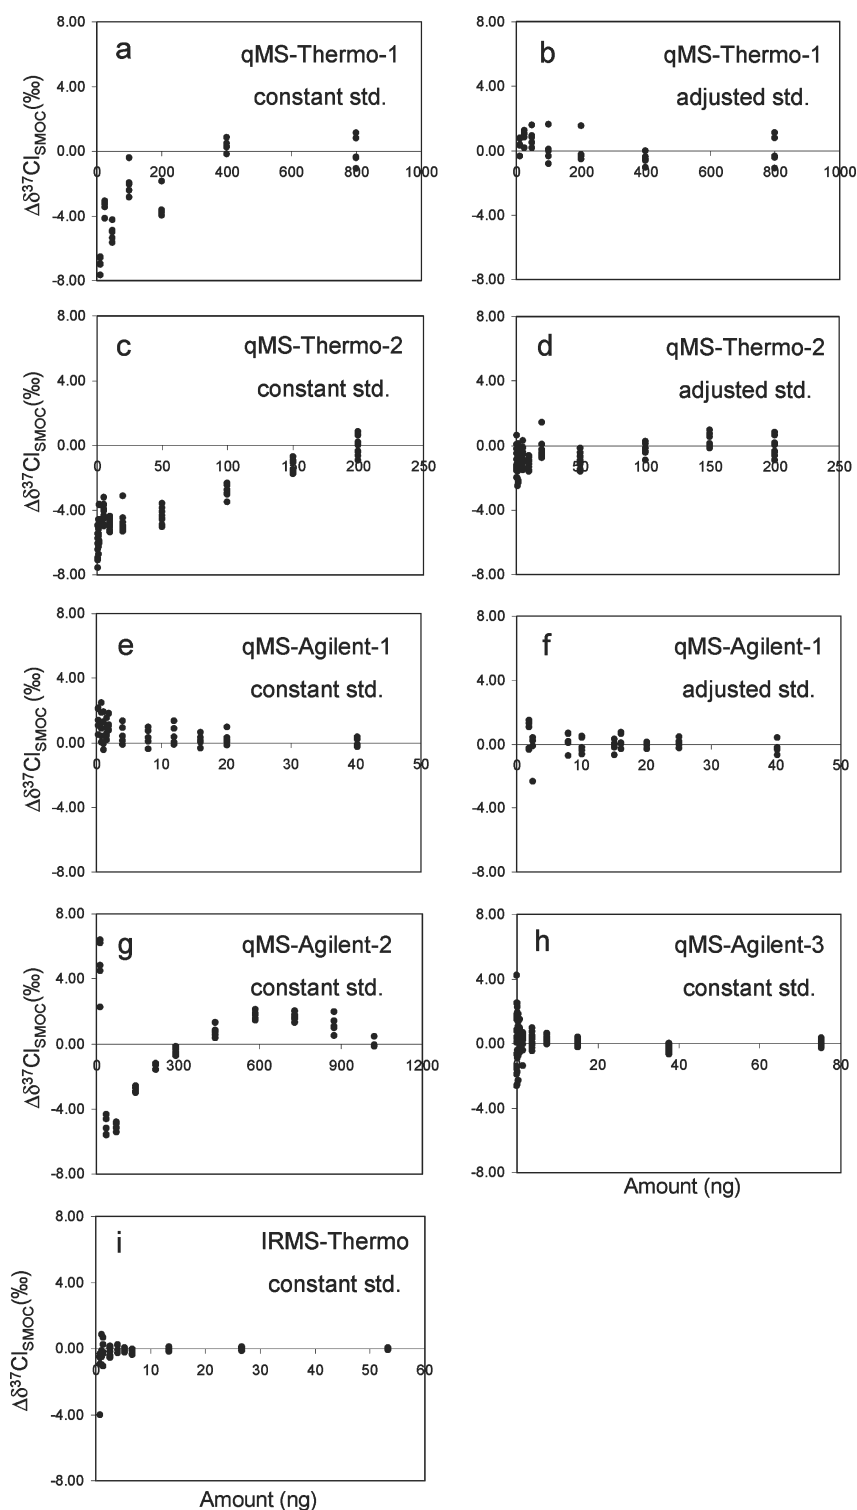 a qMS-Thermo-1
constant std.
Δδ³⁷Cl_SMOC(‰)
8.00
4.00
0.00
-4.00
-8.00
0 200 400 600 800 1000
b qMS-Thermo-1
adjusted std.
8.00
4.00
0.00
-4.00
-8.00
0 200 400 600 800 1000
c qMS-Thermo-2
constant std.
Δδ³⁷Cl_SMOC (‰)
8.00
4.00
0.00
-4.00
-8.00
0 50 100 150 200 250
d qMS-Thermo-2
adjusted std.
8.00
4.00
0.00
-4.00
-8.00
50 100 150 200 250
e qMS-Agilent-1
constant std.
Δδ³⁷Cl_SMOC (‰)
8.00
4.00
0.00
-4.00
-8.00
0 10 20 30 40 50
f qMS-Agilent-1
adjusted std.
8.00
4.00
0.00
-4.00
-8.00
0 10 20 30 40 50
g qMS-Agilent-2
constant std.
Δδ³⁷Cl_SMOC(‰)
8.00
4.00
0.00
-4.00
-8.00
0 300 600 900 1200
h qMS-Agilent-3
constant std.
8.00
4.00
0.00
-4.00
-8.00
20 40 60 80
Amount (ng)
i IRMS-Thermo
constant std.
Δδ³⁷Cl_SMOC(‰)
8.00
4.00
0.00
-4.00
-8.00
0 10 20 30 40 50 60
Amount (ng)